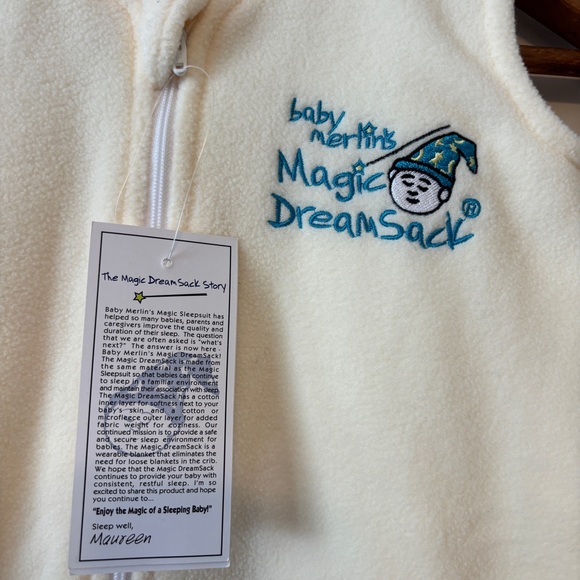 baby
merlin's
Magic
DreamSack®
The Magic DreamSack Story
Baby Merlin's Magic Sleepsuit has
helped so many babies, parents and
caregivers improve the quality and
duration of their sleep. The question
that we are often asked is "what's
next?" The answer is now here -
Baby Merlin's Magic DreamSack!
The Magic DreamSack is made from
the same material as the Magic
Sleepsuit so that babies can continue
to sleep in a familiar environment
and maintain their association with sleep.
The Magic DreamSack has a cotton
inner layer for softness next to your
baby's skin and a cotton or
microfleece outer layer for added
fabric weight for coziness. Our
continued mission is to provide a safe
and secure sleep environment for
babies. The Magic DreamSack is a
wearable blanket that eliminates the
need for loose blankets in the crib.
We hope that the Magic DreamSack
continues to provide your baby with
consistent, restful sleep. I'm so
excited to share this product and hope
you continue to...
"Enjoy the Magic of a Sleeping Baby!"
Sleep well,
Maureen